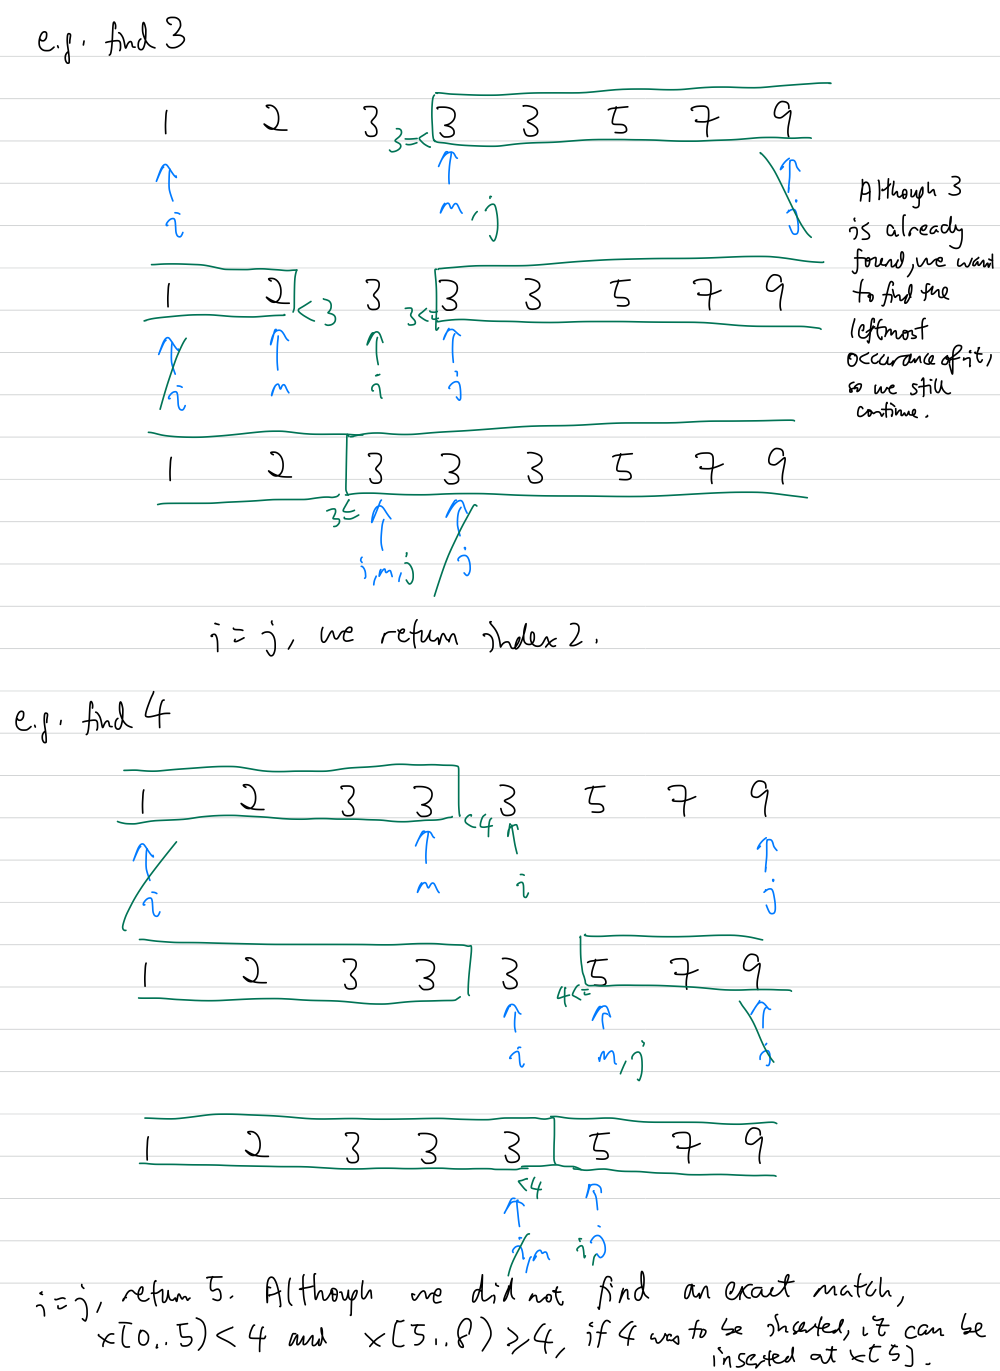 e.g. find 3
1 2 3 3 3 5 7 9
3=<
i m, j j
Although 3
is already
found, we want
to find the
leftmost
occurance of it,
so we still
continue.
1 2 3 3 3 5 7 9
<3 3<=
i m i j
1 2 3 3 3 5 7 9
3≤
i,m,j j
i = j, we return index 2.
e.g. find 4
1 2 3 3 3 5 7 9
<4
i m i j
1 2 3 3 3 5 7 9
4<=
i m,j j
1 2 3 3 3 5 7 9
<4
i,m i,j
i=j, return 5. Although we did not find an exact match,
x[0..5) < 4 and x[5..8) ≥ 4, if 4 was to be inserted, it can be
inserted at x[5].